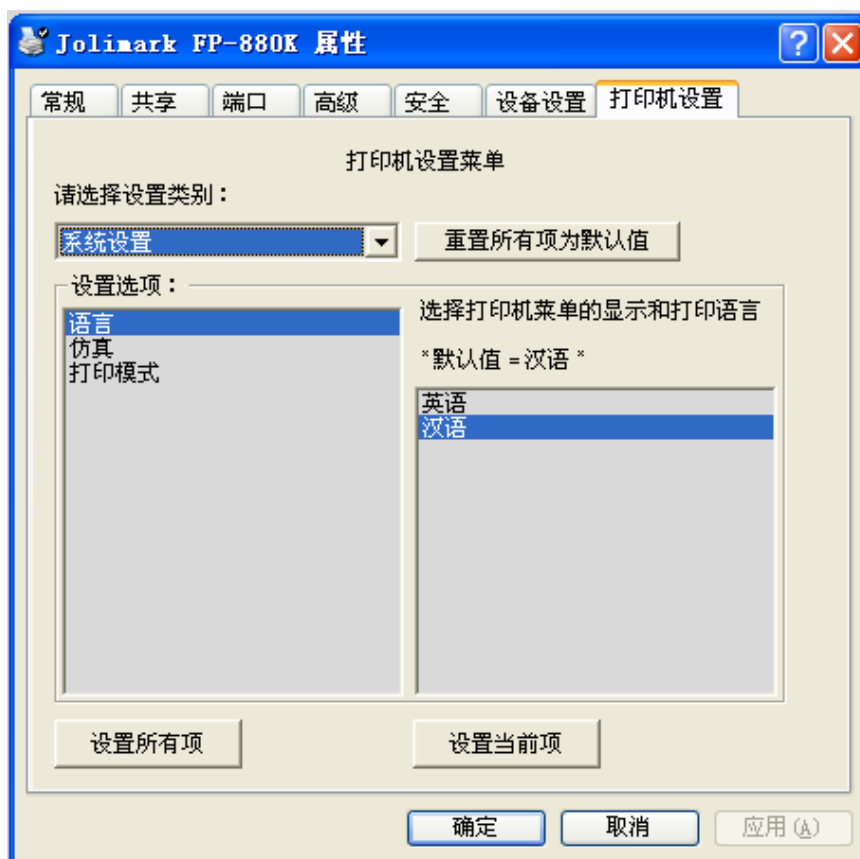 Jolimark FP-880K 属性
常规 共享 端口 高级 安全 设备设置 打印机设置
打印机设置菜单
请选择设置类别：
系统设置 重置所有项为默认值
设置选项：
语言
仿真
打印模式
选择打印机菜单的显示和打印语言
*默认值 =汉语 *
英语
汉语
设置所有项 设置当前项
确定 取消 应用(A)